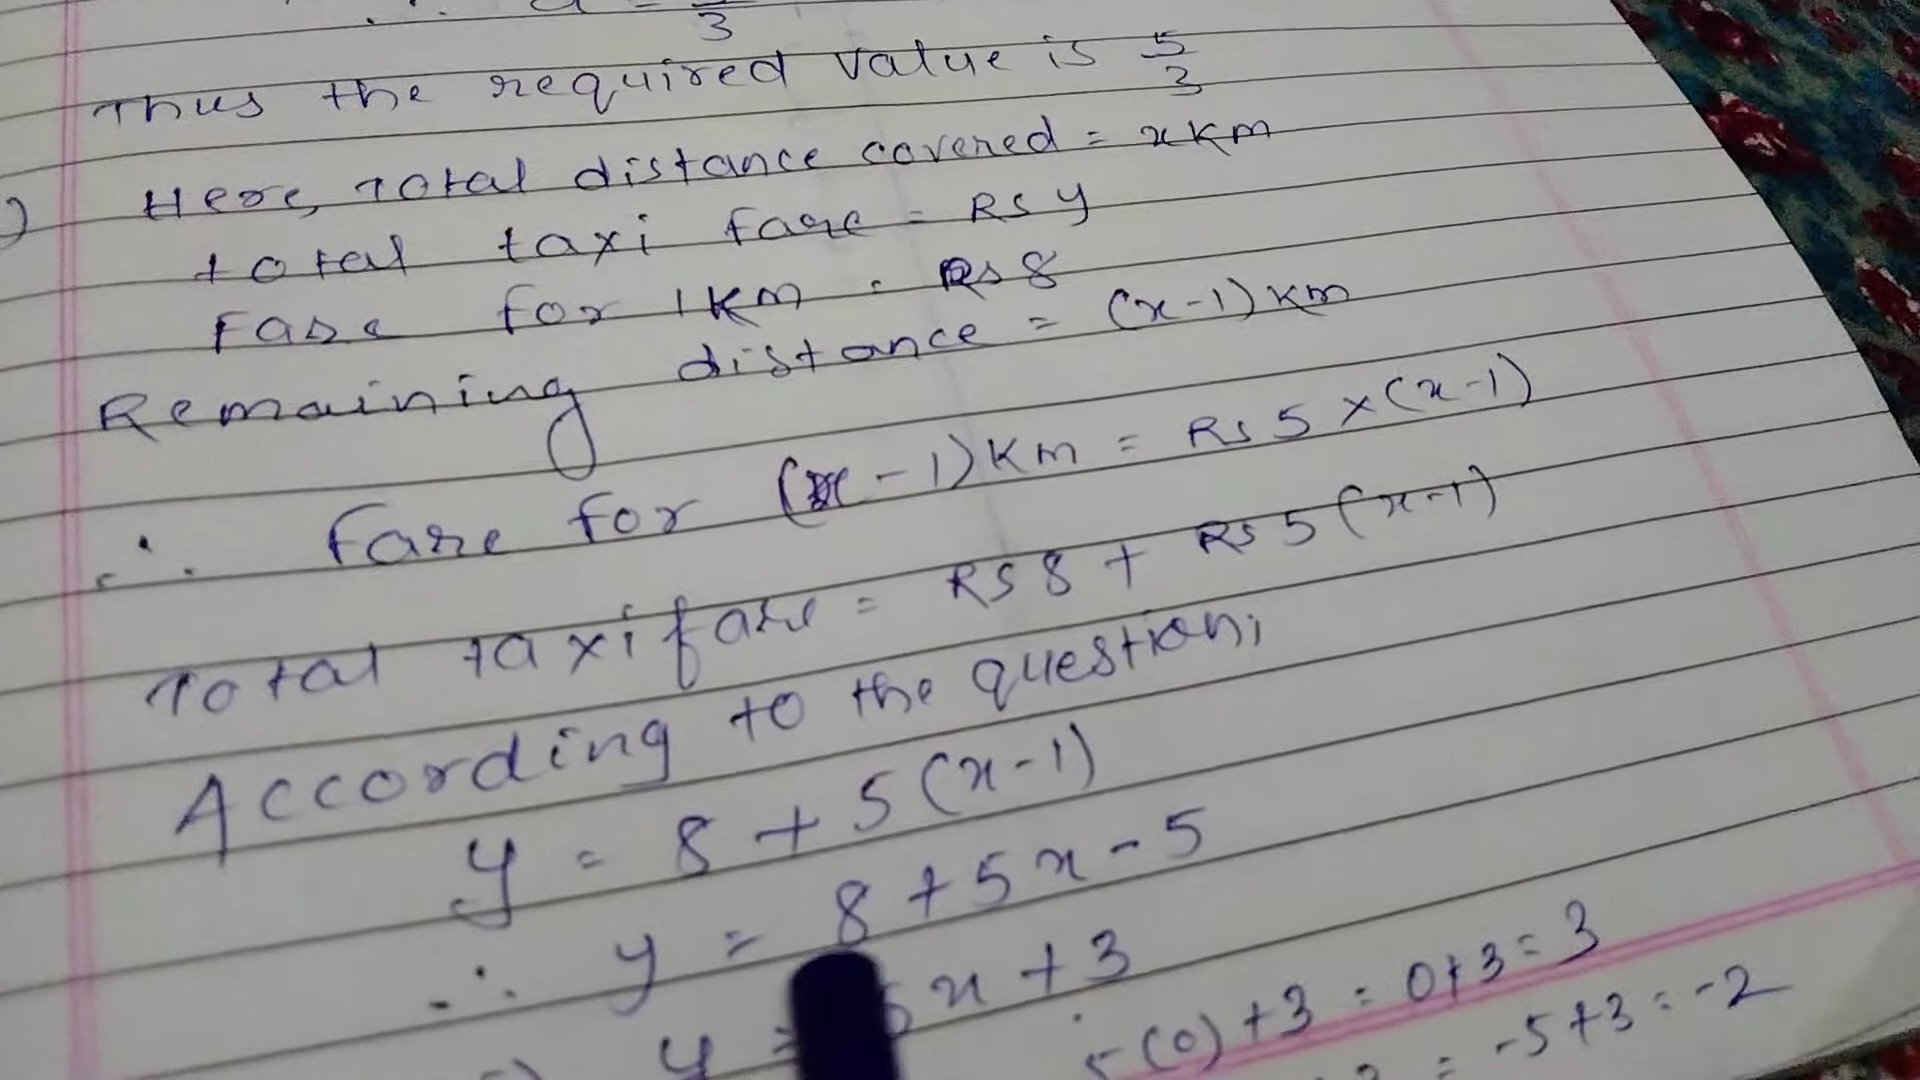 3
Thus the required value is 5/3
Here, Total distance covered = x Km
total taxi fare = Rs y
Fare for 1 Km = Rs 8
Remaining distance = (x-1) Km
∴ fare for (x-1) Km = Rs 5 × (x-1)
Total taxi fare = Rs 8 + Rs 5 (x-1)
According to the question,
y = 8 + 5 (x-1)
∴ y = 8 + 5x - 5
y = 5x + 3
5(0) + 3 = 0+3 = 3
= -5+3 = -2